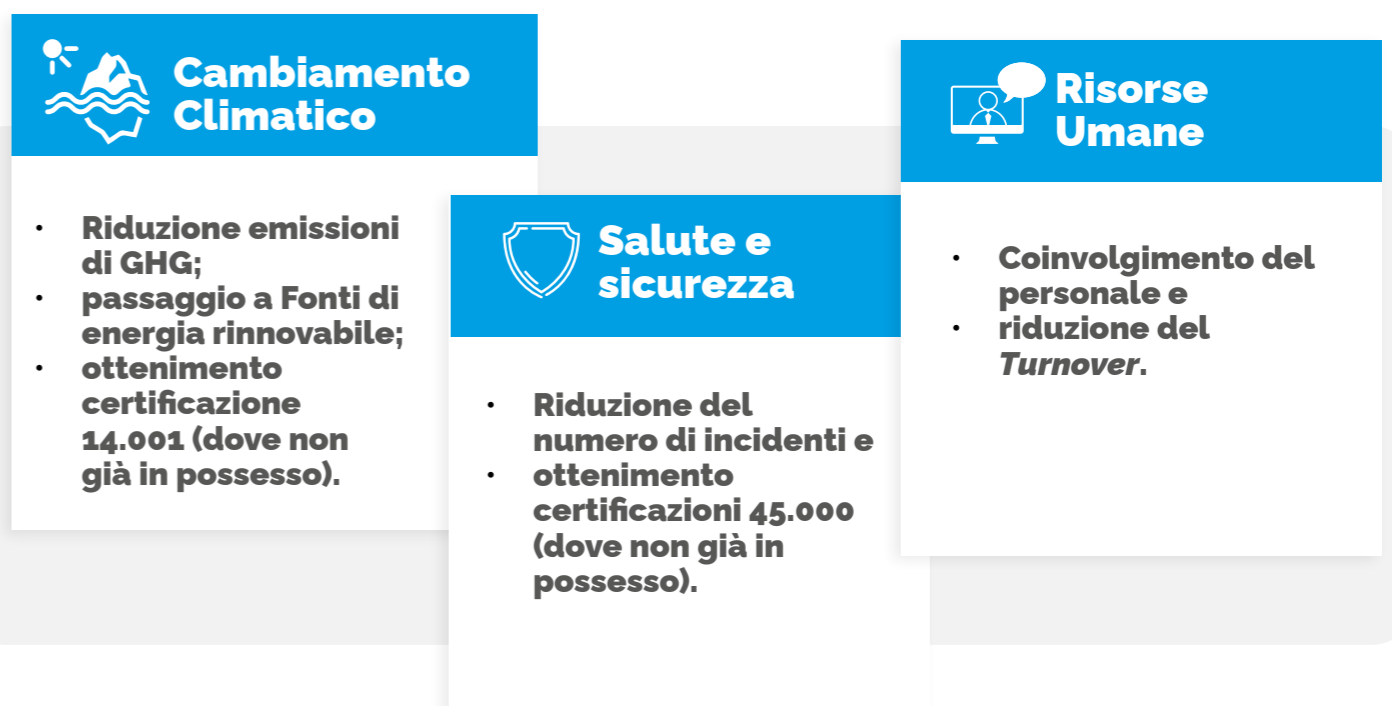 Cambiamento
Climatico
• Riduzione emissioni
di GHG;
• passaggio a Fonti di
energia rinnovabile;
• ottenimento
certificazione
14.001 (dove non
già in possesso).
Salute e
sicurezza
• Riduzione del
numero di incidenti e
• ottenimento
certificazioni 45.000
(dove non già in
possesso).
Risorse
Umane
• Coinvolgimento del
personale e
• riduzione del
Turnover.